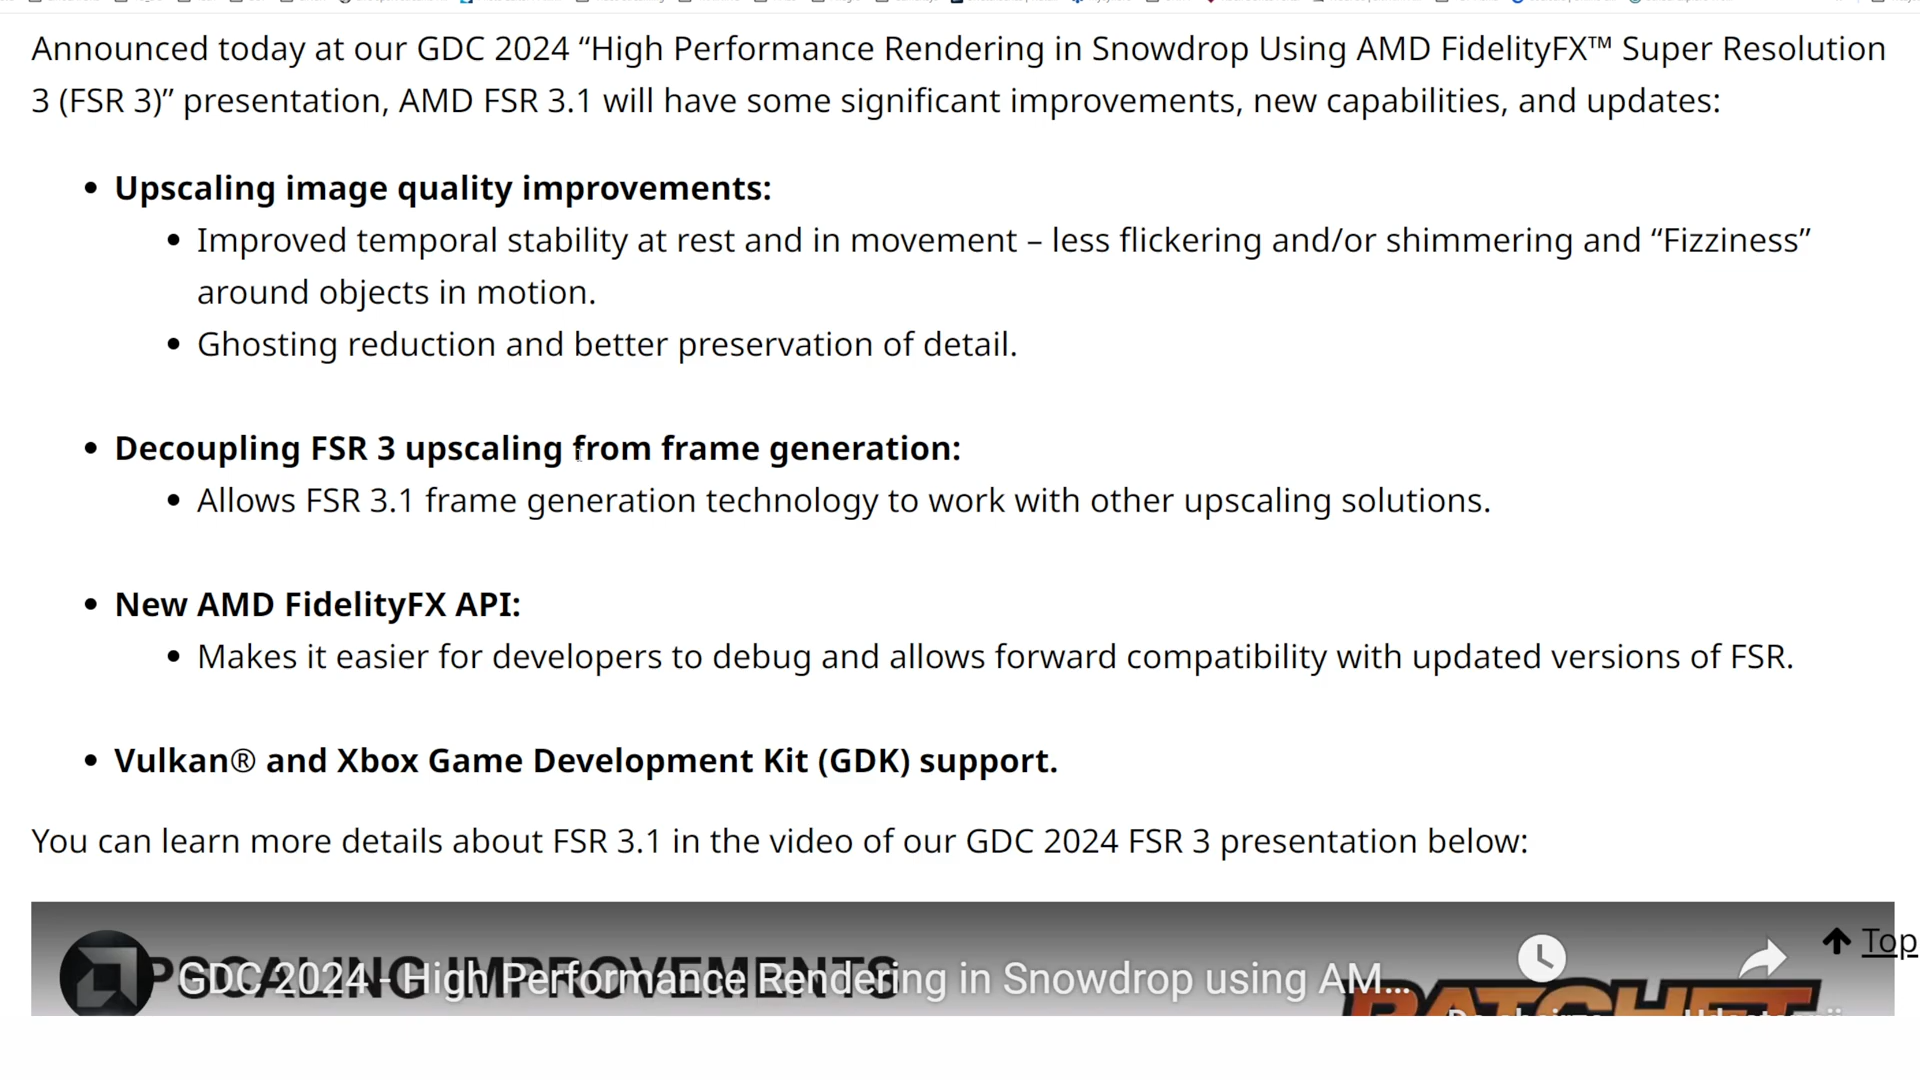 Announced today at our GDC 2024 “High Performance Rendering in Snowdrop Using AMD FidelityFX™ Super Resolution
3 (FSR 3)” presentation, AMD FSR 3.1 will have some significant improvements, new capabilities, and updates:
• Upscaling image quality improvements:
• Improved temporal stability at rest and in movement – less flickering and/or shimmering and “Fizziness”
around objects in motion.
• Ghosting reduction and better preservation of detail.
• Decoupling FSR 3 upscaling from frame generation:
• Allows FSR 3.1 frame generation technology to work with other upscaling solutions.
• New AMD FidelityFX API:
• Makes it easier for developers to debug and allows forward compatibility with updated versions of FSR.
• Vulkan® and Xbox Game Development Kit (GDK) support.
You can learn more details about FSR 3.1 in the video of our GDC 2024 FSR 3 presentation below:
Top
PSCALING IMPROVEMENTS
GDC 2024 - High Performance Rendering in Snowdrop using AM...
RATCHET